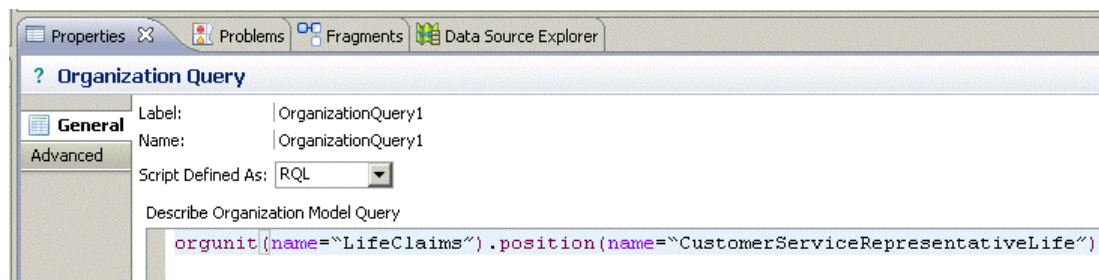 Properties Problems Fragments Data Source Explorer
? Organization Query
General
Advanced
Label: OrganizationQuery1
Name: OrganizationQuery1
Script Defined As: RQL
Describe Organization Model Query
orgunit(name=“LifeClaims”).position(name=“CustomerServiceRepresentativeLife”)